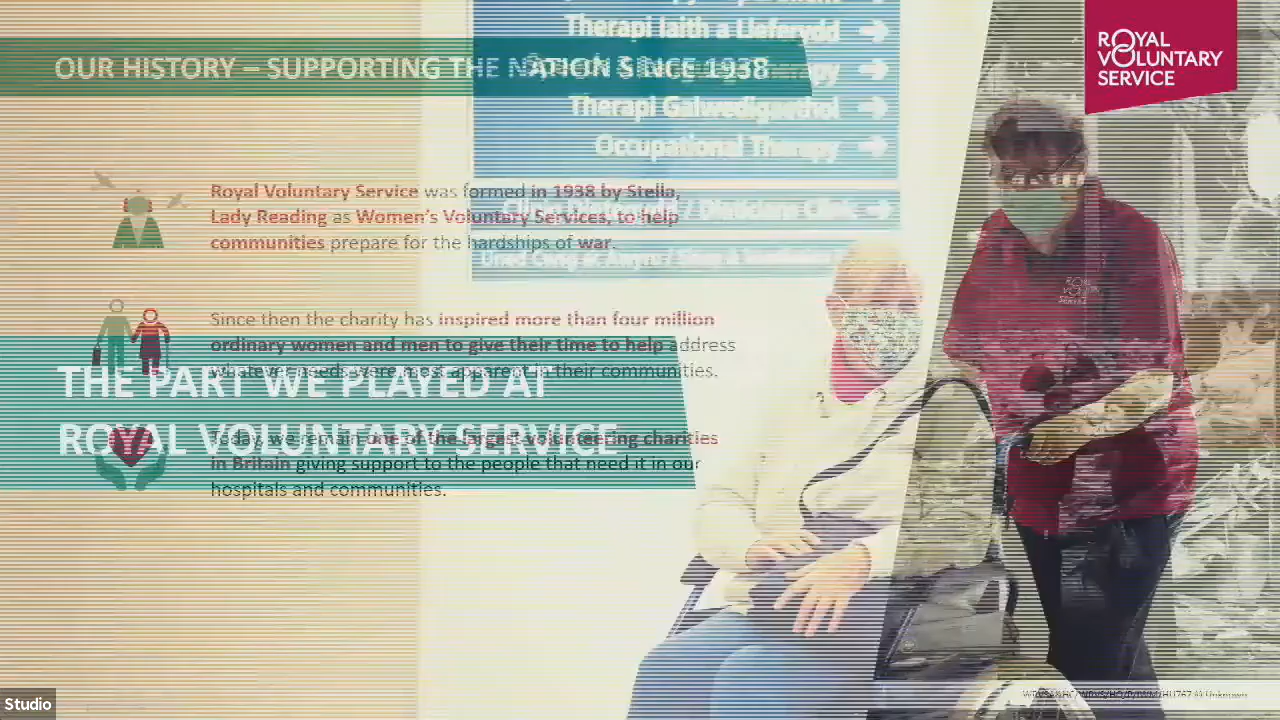 Therapi Iaith a Lleferydd
ROYAL
VOLUNTARY
SERVICE
OUR HISTORY – SUPPORTING THE NATION SINCE 1938
Therapi Galwedigaethol
Occupational Therapy
Royal Voluntary Service was formed in 1938 by Stella,
Lady Reading as Women's Voluntary Services, to help
communities prepare for the hardships of war.
Since then the charity has inspired more than four million
ordinary women and men to give their time to help address
whatever needs were most apparent in their communities.
THE PART WE PLAYED AT
ROYAL VOLUNTARY SERVICE
Today, we remain one of the largest volunteering charities
in Britain giving support to the people that need it in our
hospitals and communities.
Studio